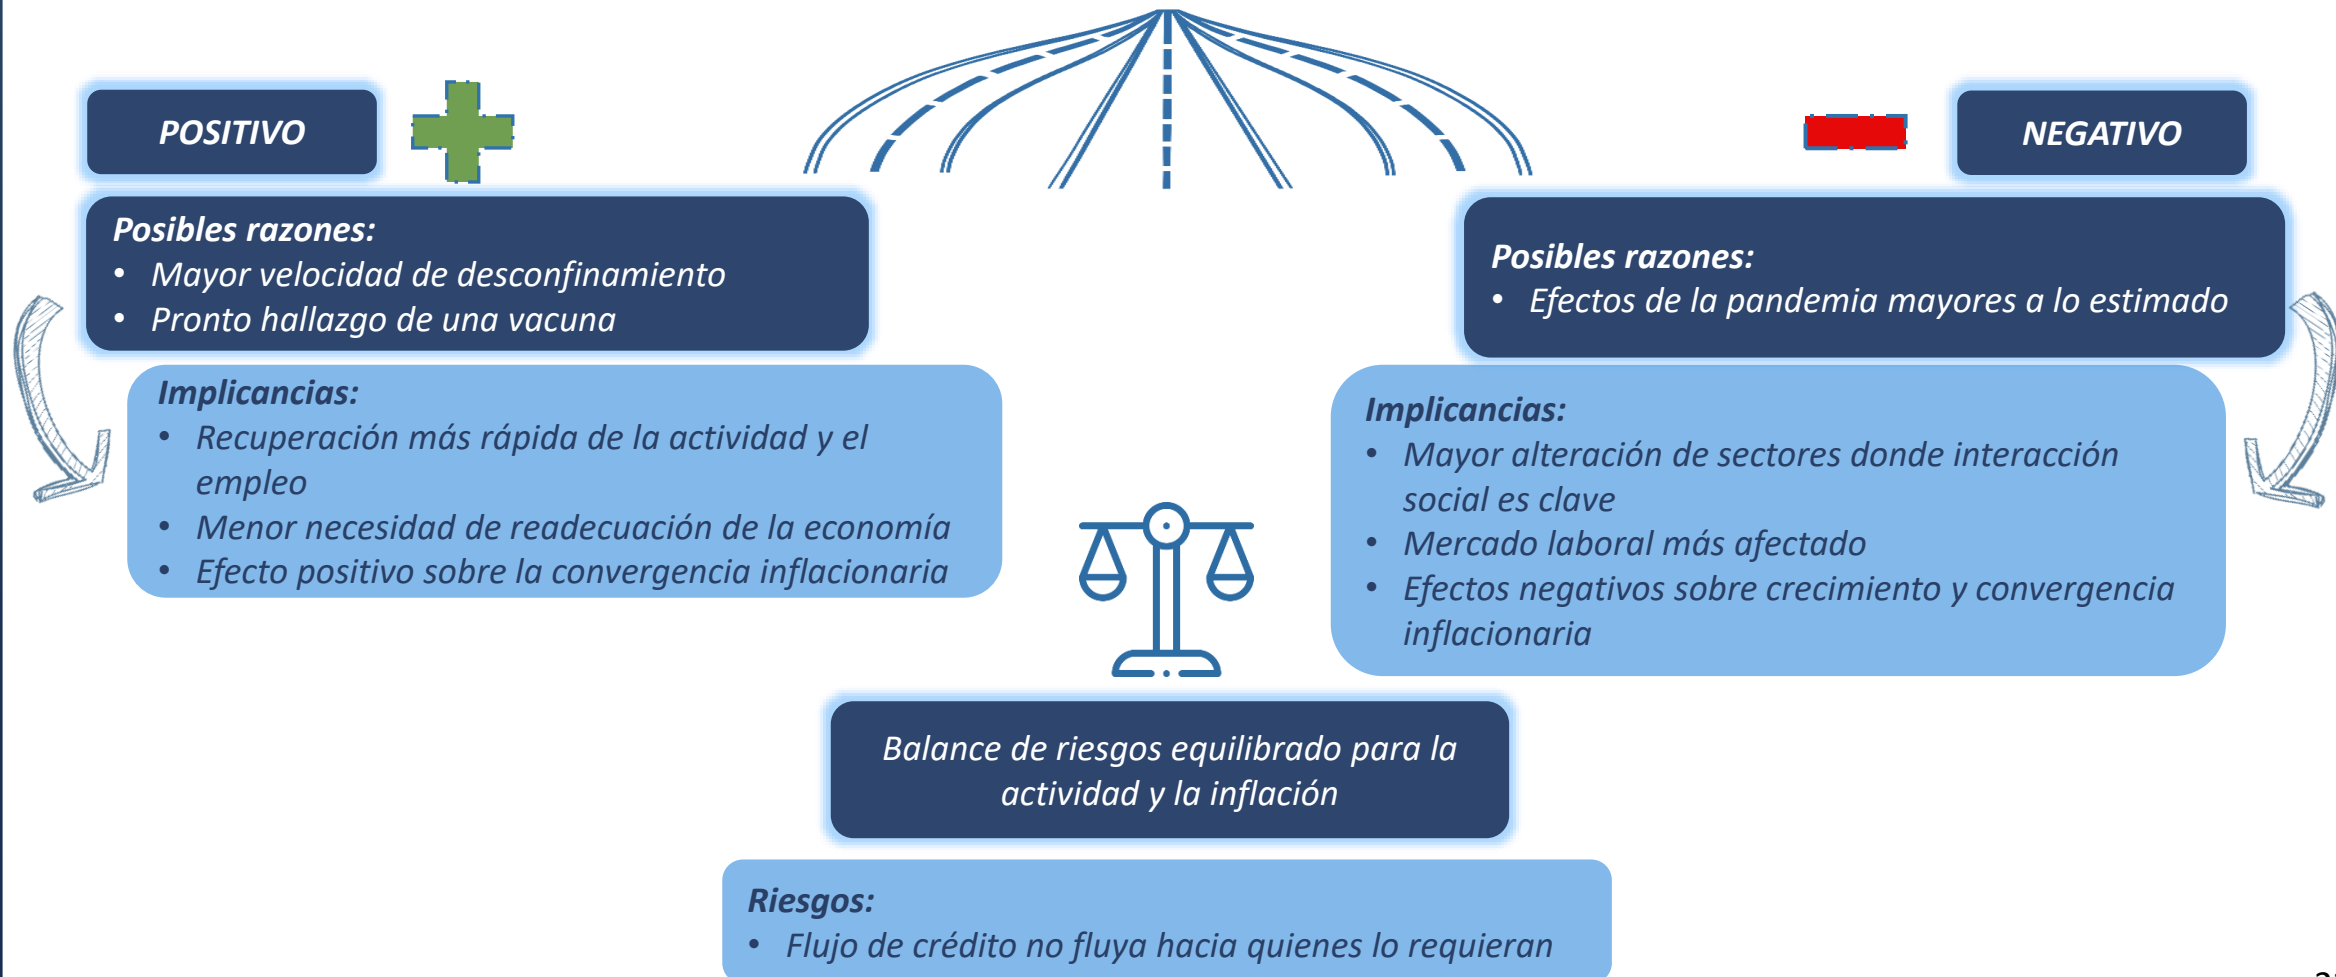 POSITIVO
Posibles razones:
• Mayor velocidad de desconfinamiento
• Pronto hallazgo de una vacuna
Implicancias:
• Recuperación más rápida de la actividad y el
empleo
• Menor necesidad de readecuación de la economía
• Efecto positivo sobre la convergencia inflacionaria
NEGATIVO
Posibles razones:
• Efectos de la pandemia mayores a lo estimado
Implicancias:
• Mayor alteración de sectores donde interacción
social es clave
• Mercado laboral más afectado
• Efectos negativos sobre crecimiento y convergencia
inflacionaria
Balance de riesgos equilibrado para la
actividad y la inflación
Riesgos:
• Flujo de crédito no fluya hacia quienes lo requieran